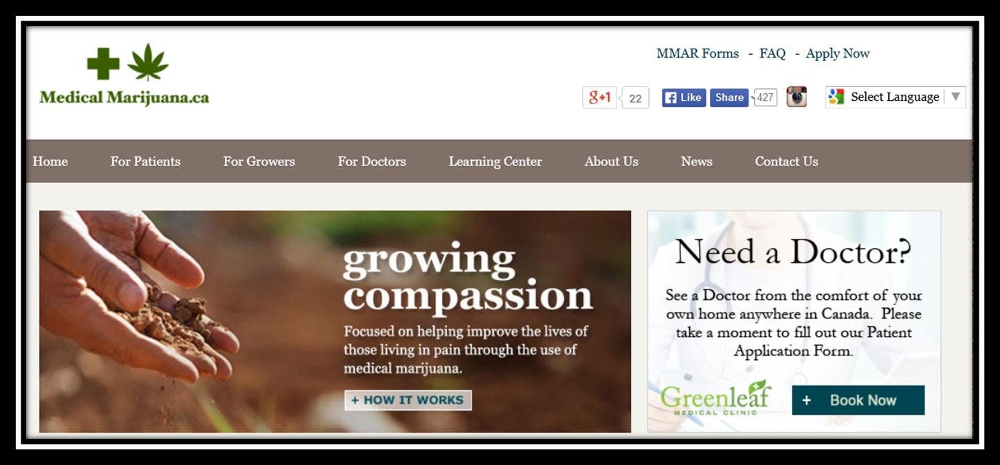 Medical Marijuana.ca
MMAR Forms - FAQ - Apply Now
g+1 22 Like Share 427 Select Language
Home For Patients For Growers For Doctors Learning Center About Us News Contact Us
growing
compassion
Focused on helping improve the lives of
those living in pain through the use of
medical marijuana.
+ HOW IT WORKS
Need a Doctor?
See a Doctor from the comfort of your
own home anywhere in Canada. Please
take a moment to fill out our Patient
Application Form.
Greenleaf
MEDICAL CLINIC
+ Book Now